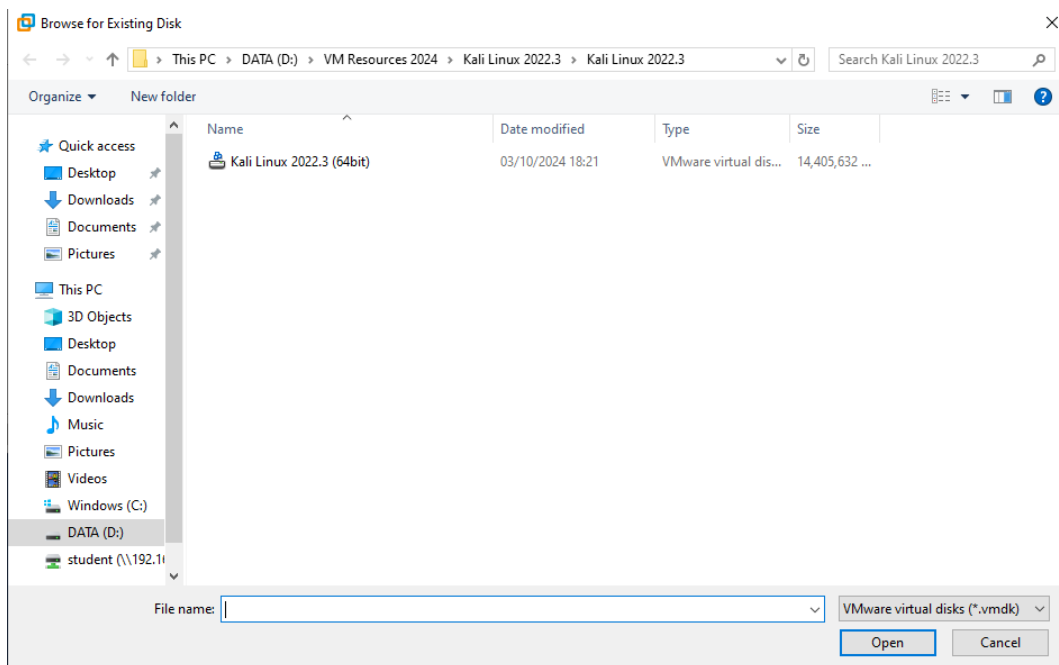 Browse for Existing Disk
This PC > DATA (D:) > VM Resources 2024 > Kali Linux 2022.3 > Kali Linux 2022.3
Search Kali Linux 2022.3
Organize New folder
Name Date modified Type Size
Kali Linux 2022.3 (64bit) 03/10/2024 18:21 VMware virtual dis... 14,405,632 ...
Quick access
Desktop
Downloads
Documents
Pictures
This PC
3D Objects
Desktop
Documents
Downloads
Music
Pictures
Videos
Windows (C:)
DATA (D:)
student (\\192.16
File name: VMware virtual disks (*.vmdk)
Open Cancel